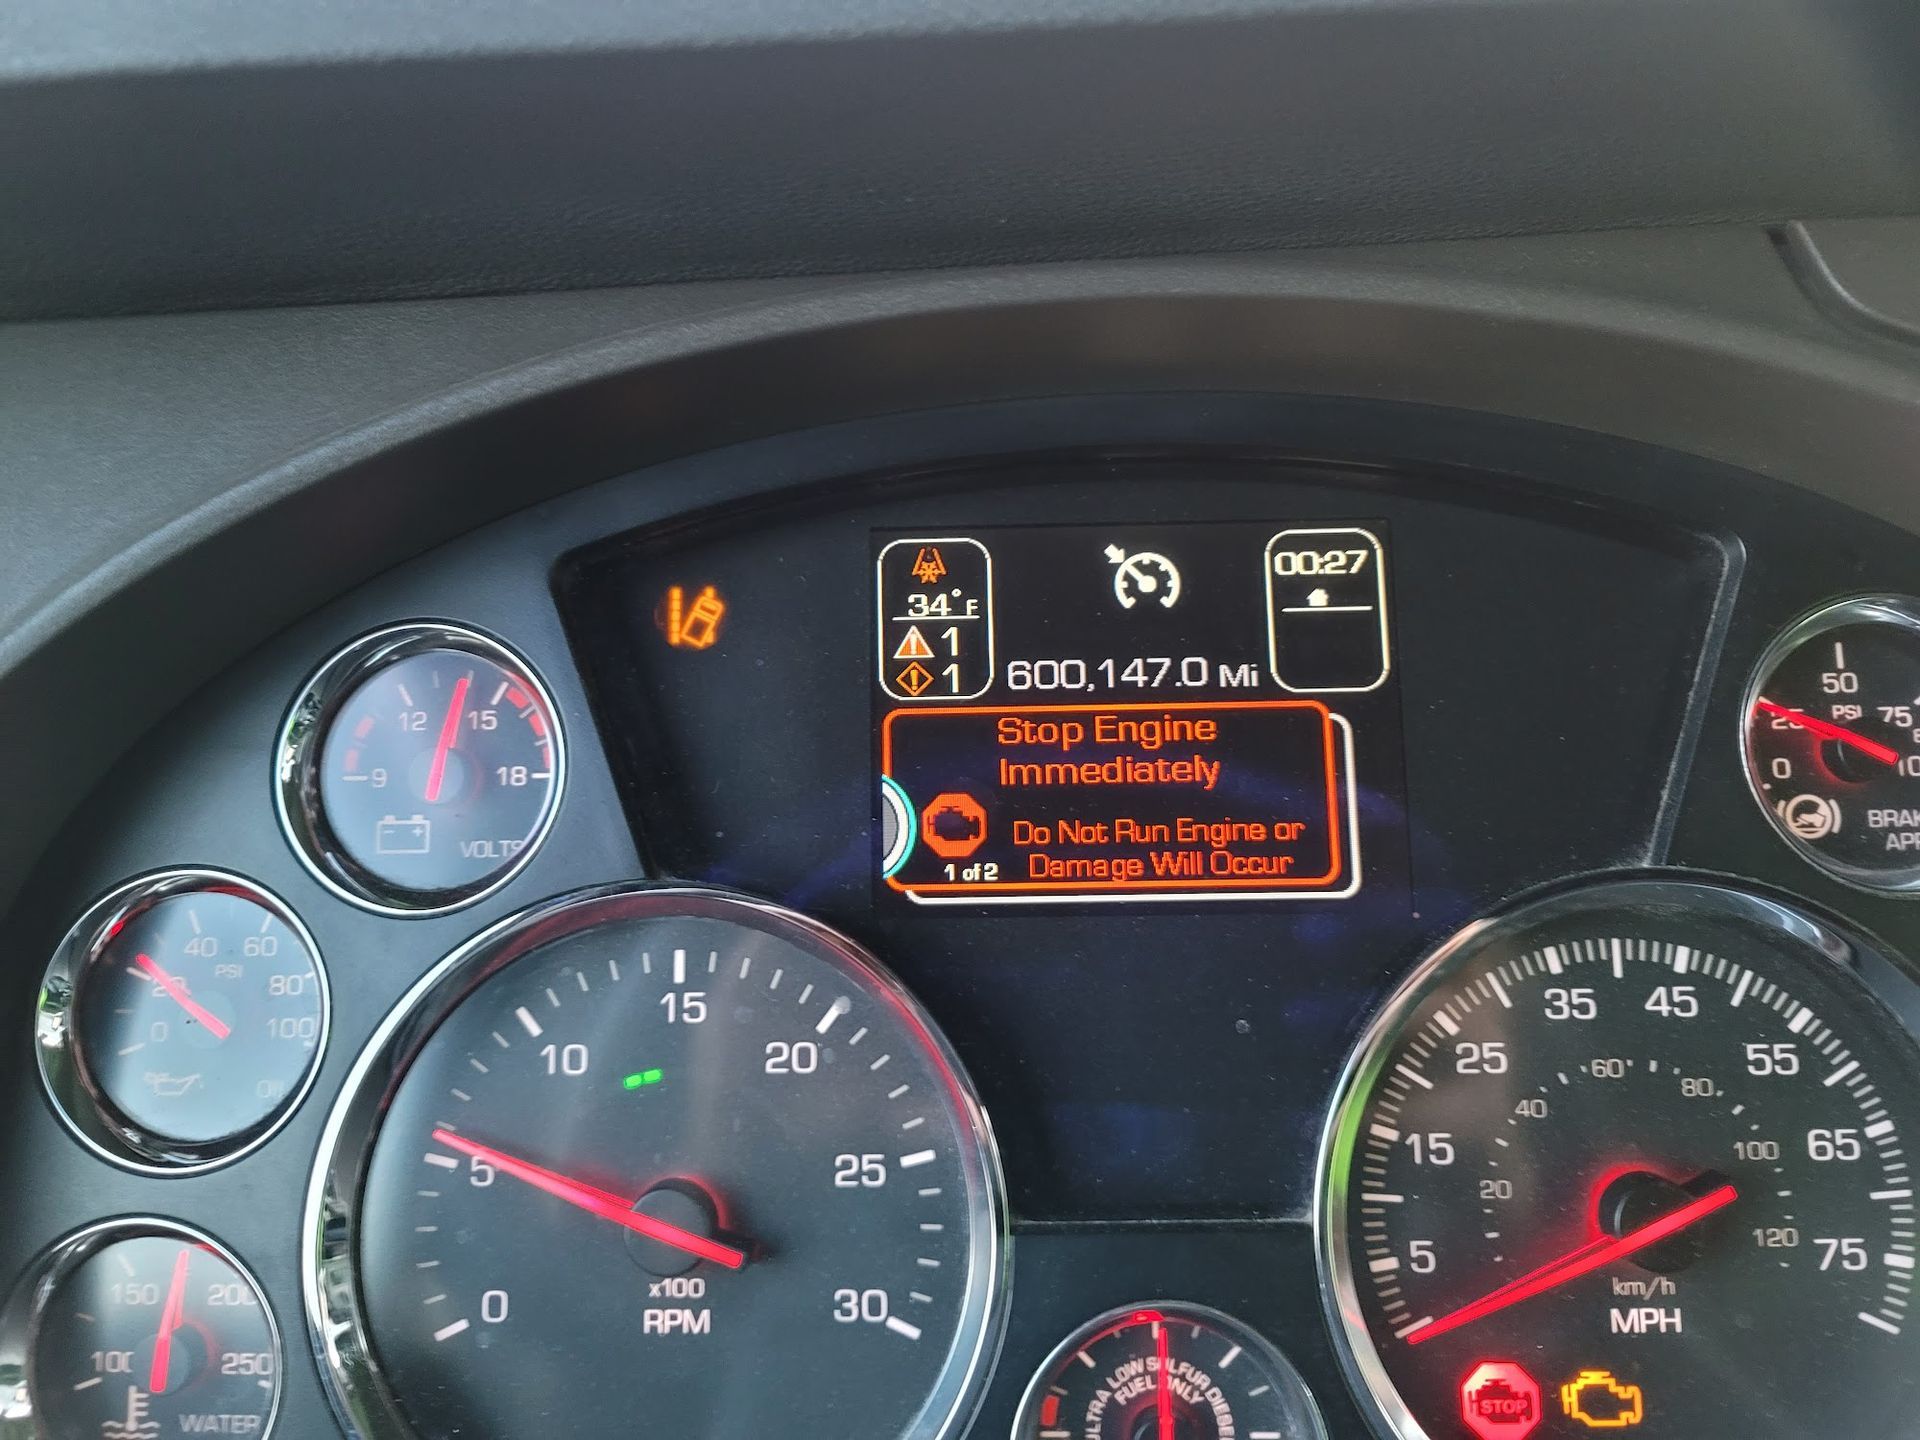 34°F
1
1
600,147.0 Mi
00:27
Stop Engine
Immediately
Do Not Run Engine or
Damage Will Occur
1 of 2
9 12 15 18
VOLTS
0 20 40 60 80 100
PSI
100 150 200 250
WATER
0 5 10 15 20 25 30
x100
RPM
ULTRA LOW SULFUR DIESEL
FUEL ONLY
5 15 25 35 45 55 65 75
20 40 60 80 100 120
km/h
MPH
STOP
0 25 50 75
PSI